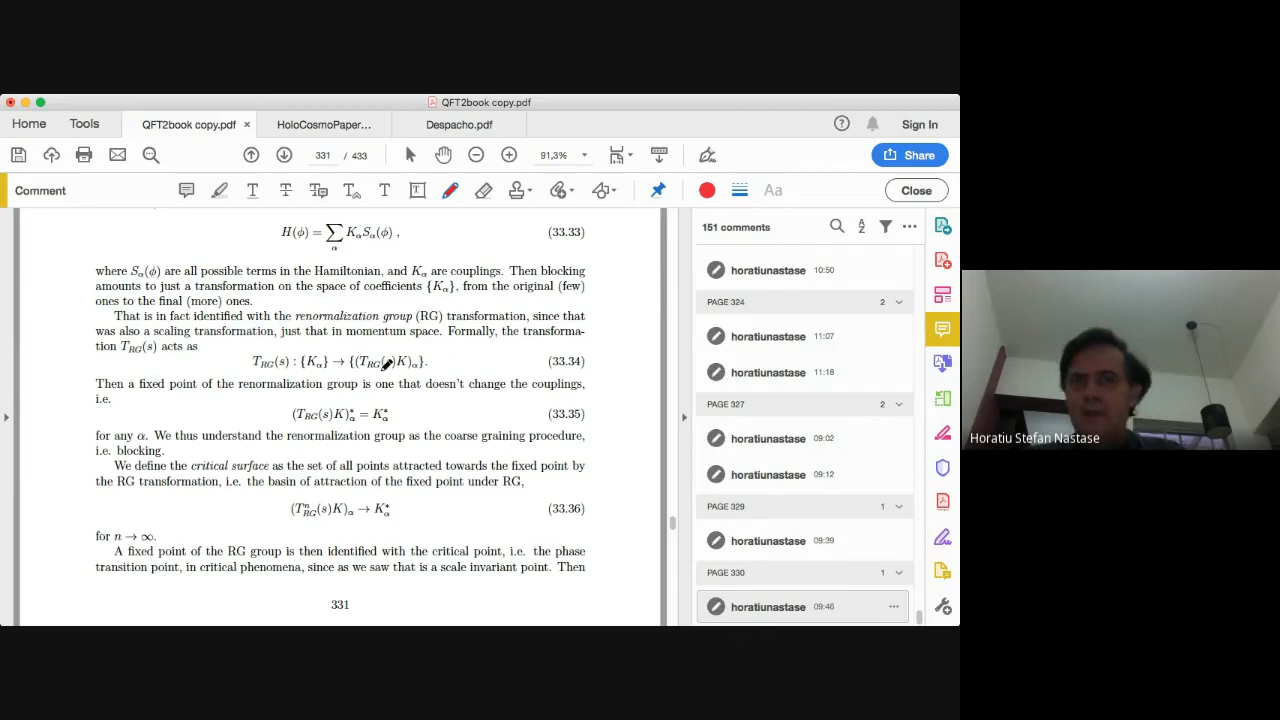 QFT2book copy.pdf
Home Tools QFT2book copy.pdf × HoloCosmoPaper... Despacho.pdf Sign In
331 / 433 91,3% Share
Comment T T T T T T Aa Close
H(ϕ) = ∑_α K_α S_α(ϕ) , (33.33)
where S_α(ϕ) are all possible terms in the Hamiltonian, and K_α are couplings. Then blocking
amounts to just a transformation on the space of coefficients {K_α}, from the original (few)
ones to the final (more) ones.
That is in fact identified with the renormalization group (RG) transformation, since that
was also a scaling transformation, just that in momentum space. Formally, the transforma-
tion T_RG(s) acts as
T_RG(s) : {K_α} → {(T_RG( )K)_α}. (33.34)
Then a fixed point of the renormalization group is one that doesn't change the couplings,
i.e.
(T_RG(s)K)*_α = K*_α (33.35)
for any α. We thus understand the renormalization group as the coarse graining procedure,
i.e. blocking.
We define the critical surface as the set of all points attracted towards the fixed point by
the RG transformation, i.e. the basin of attraction of the fixed point under RG,
(T^n_RG(s)K)_α → K*_α (33.36)
for n → ∞.
A fixed point of the RG group is then identified with the critical point, i.e. the phase
transition point, in critical phenomena, since as we saw that is a scale invariant point. Then
331
151 comments
horatiunastase 10:50
PAGE 324 2
horatiunastase 11:07
horatiunastase 11:18
PAGE 327 2
horatiunastase 09:02
horatiunastase 09:12
PAGE 329 1
horatiunastase 09:39
PAGE 330 1
horatiunastase 09:46
Horatiu Stefan Nastase